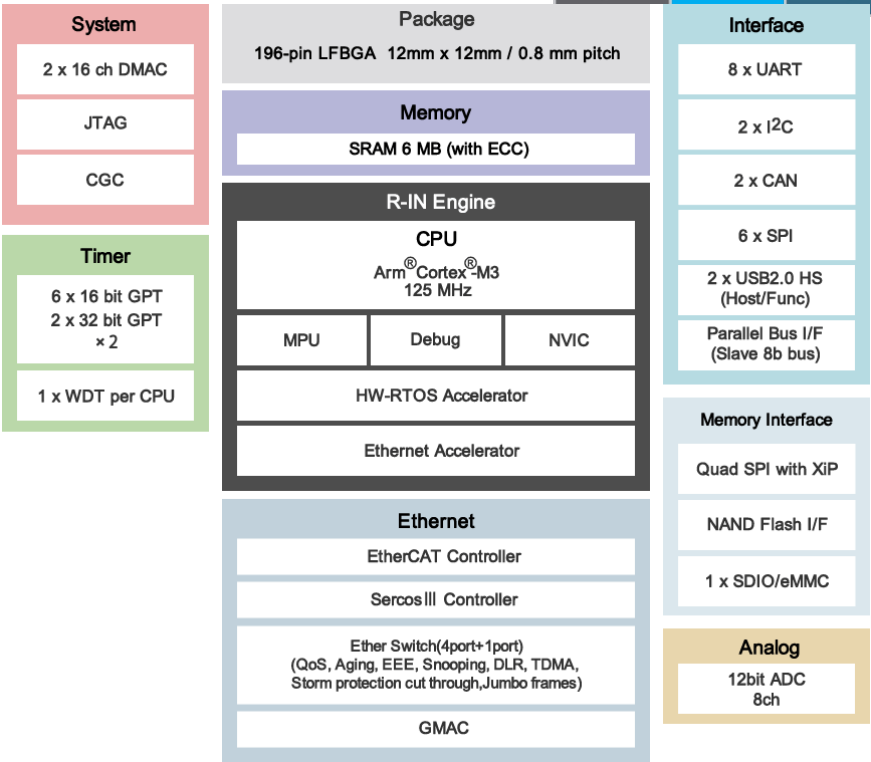 System
2 x 16 ch DMAC
JTAG
CGC
Timer
6 x 16 bit GPT
2 x 32 bit GPT
× 2
1 x WDT per CPU
Package
196-pin LFBGA 12mm x 12mm / 0.8 mm pitch
Memory
SRAM 6 MB (with ECC)
R-IN Engine
CPU
Arm®Cortex®-M3
125 MHz
MPU
Debug
NVIC
HW-RTOS Accelerator
Ethernet Accelerator
Ethernet
EtherCAT Controller
SercosⅢ Controller
Ether Switch(4port+1port)
(QoS, Aging, EEE, Snooping, DLR, TDMA,
Storm protection cut through,Jumbo frames)
GMAC
Interface
8 x UART
2 x I²C
2 x CAN
6 x SPI
2 x USB2.0 HS
(Host/Func)
Parallel Bus I/F
(Slave 8b bus)
Memory Interface
Quad SPI with XiP
NAND Flash I/F
1 x SDIO/eMMC
Analog
12bit ADC
8ch